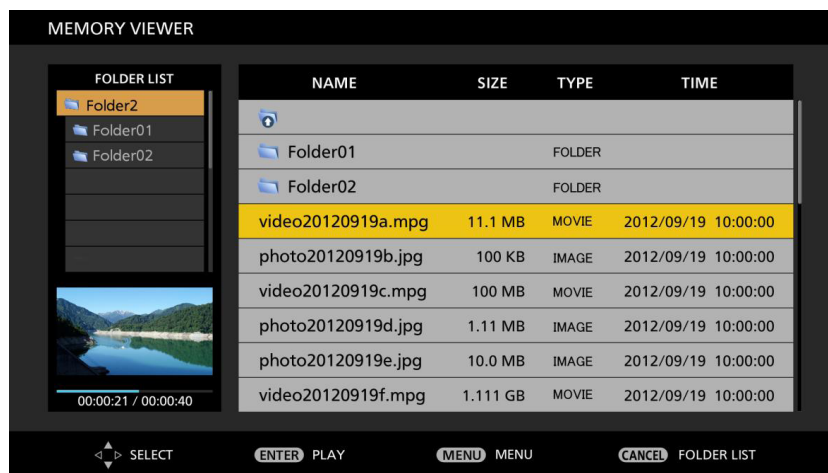 MEMORY VIEWER
FOLDER LIST
Folder2
Folder01
Folder02
00:00:21 / 00:00:40
NAME SIZE TYPE TIME
Folder01 FOLDER
Folder02 FOLDER
video20120919a.mpg 11.1 MB MOVIE 2012/09/19 10:00:00
photo20120919b.jpg 100 KB IMAGE 2012/09/19 10:00:00
video20120919c.mpg 100 MB MOVIE 2012/09/19 10:00:00
photo20120919d.jpg 1.11 MB IMAGE 2012/09/19 10:00:00
photo20120919e.jpg 10.0 MB IMAGE 2012/09/19 10:00:00
video20120919f.mpg 1.111 GB MOVIE 2012/09/19 10:00:00
SELECT ENTER PLAY MENU MENU CANCEL FOLDER LIST